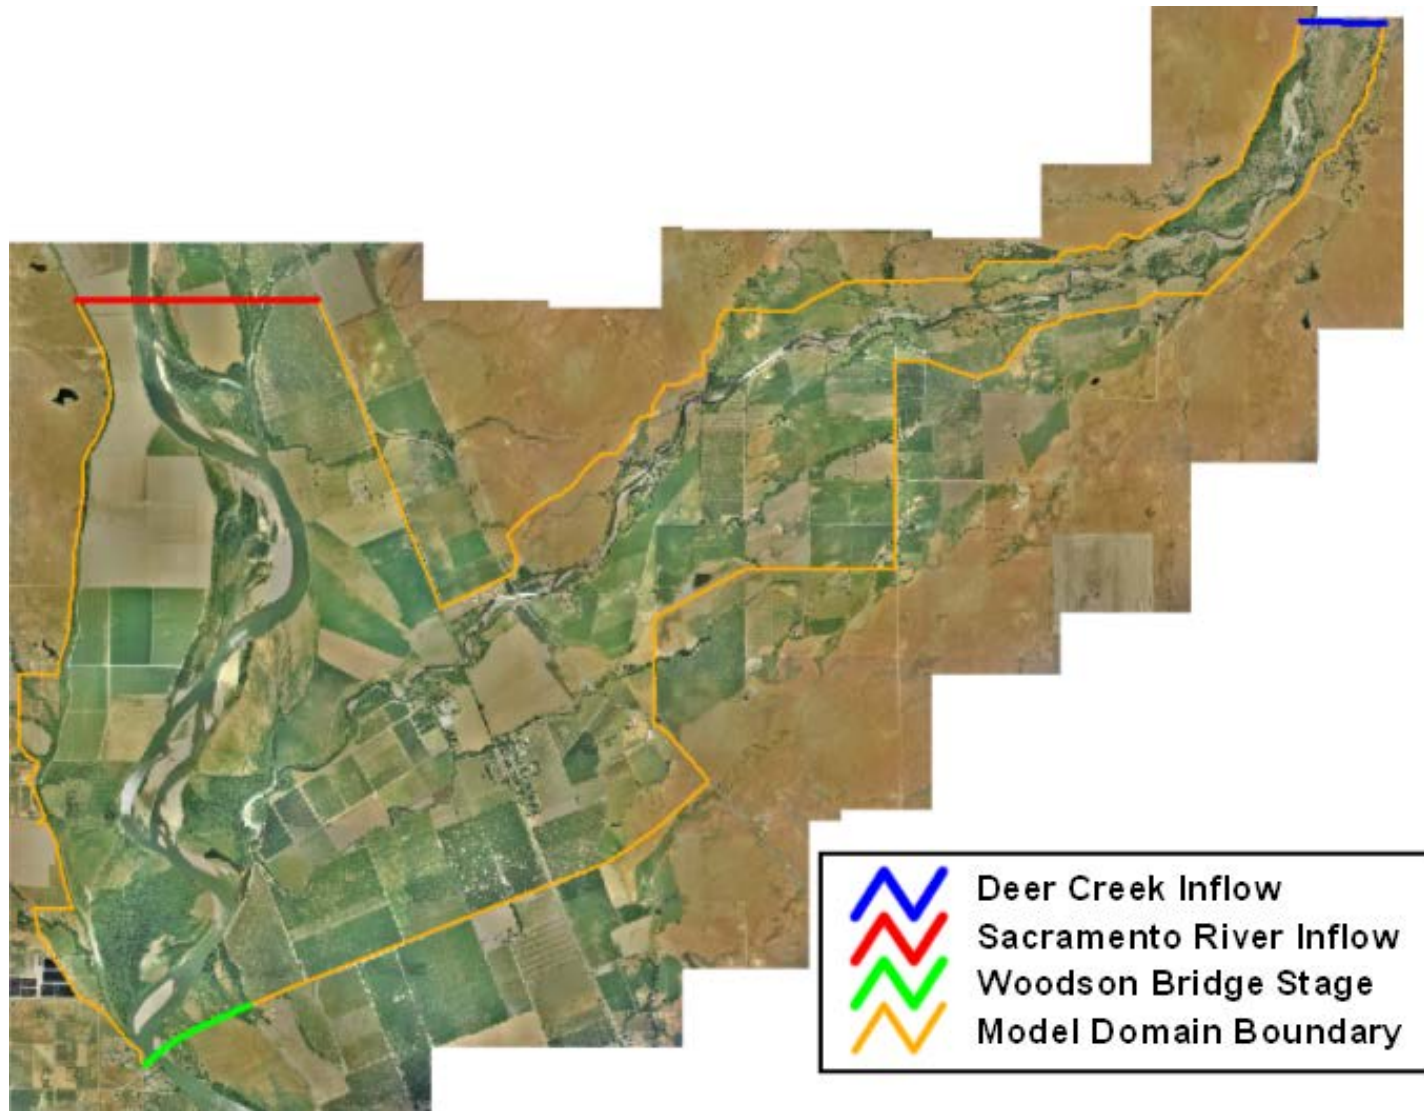 Deer Creek Inflow
Sacramento River Inflow
Woodson Bridge Stage
Model Domain Boundary